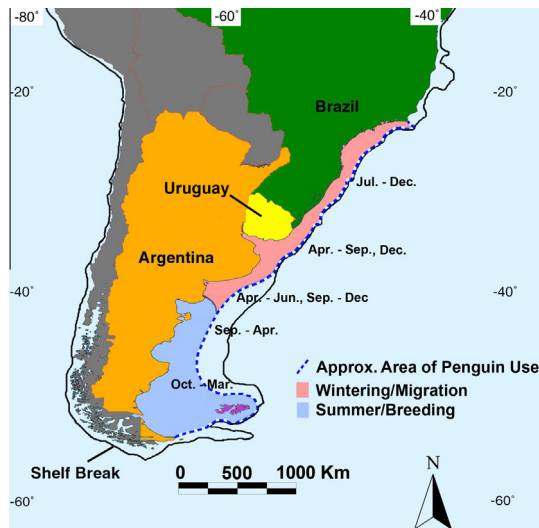 -80°
-60°
-40°
-20°
-20°
Brazil
Jul. - Dec.
Uruguay
Apr. - Sep., Dec.
Argentina
-40°
Apr. - Jun., Sep. - Dec
-40°
Sep. - Apr.
Approx. Area of Penguin Use
Oct. - Mar.
Wintering/Migration
Summer/Breeding
Shelf Break
0 500 1000 Km
N
-60°
-60°